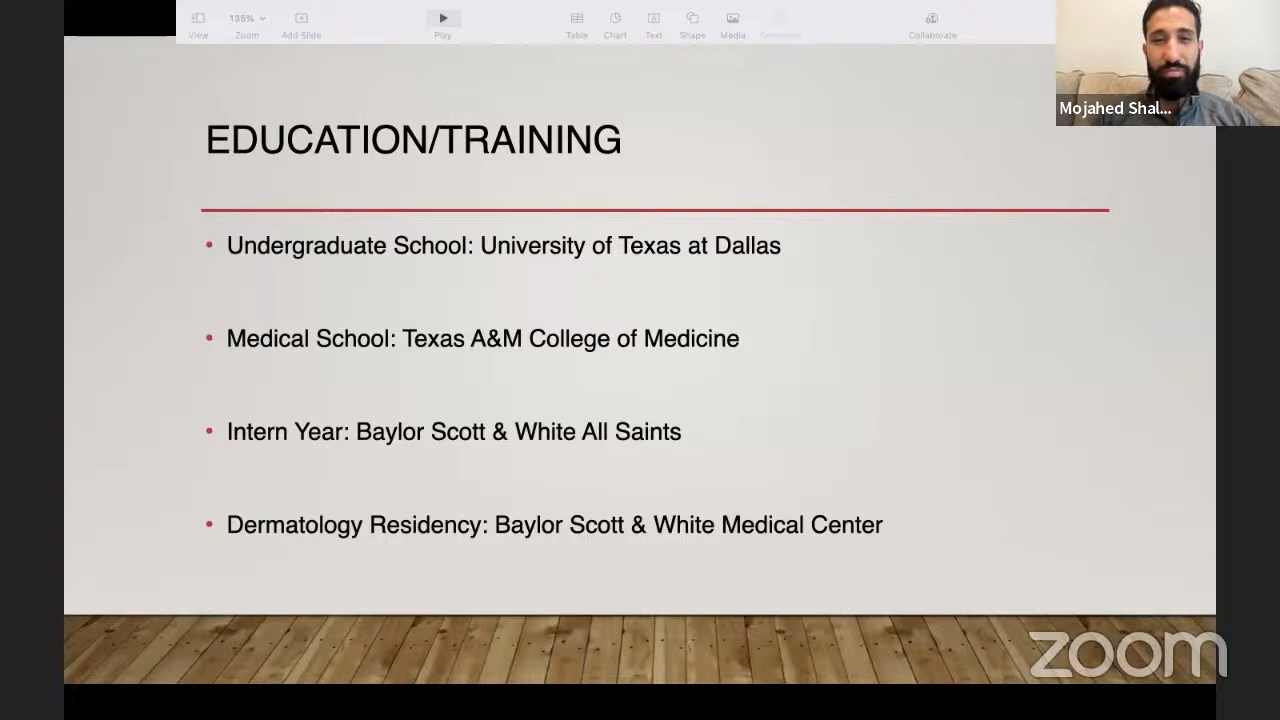 135%
View
Zoom
Add Slide
Play
Table
Chart
Text
Shape
Media
Comment
Collaborate
Mojahed Shal...
EDUCATION/TRAINING
• Undergraduate School: University of Texas at Dallas
• Medical School: Texas A&M College of Medicine
• Intern Year: Baylor Scott & White All Saints
• Dermatology Residency: Baylor Scott & White Medical Center
zoom